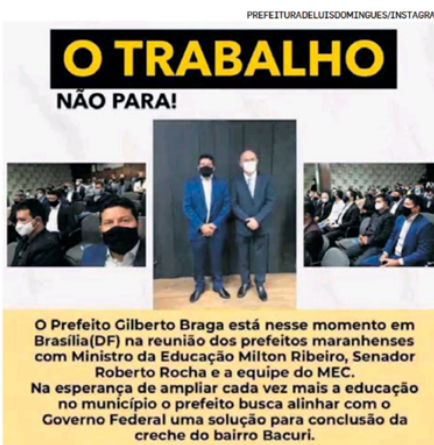 PREFEITURADELUISDOMINGUES/INSTAGRA
O TRABALHO
NÃO PARA!
O Prefeito Gilberto Braga está nesse momento em
Brasília(DF) na reunião dos prefeitos maranhenses
com Ministro da Educação Milton Ribeiro, Senador
Roberto Rocha e a equipe do MEC.
Na esperança de ampliar cada vez mais a educação
no município o prefeito busca alinhar com o
Governo Federal uma solução para conclusão da
creche do bairro Bacuri.